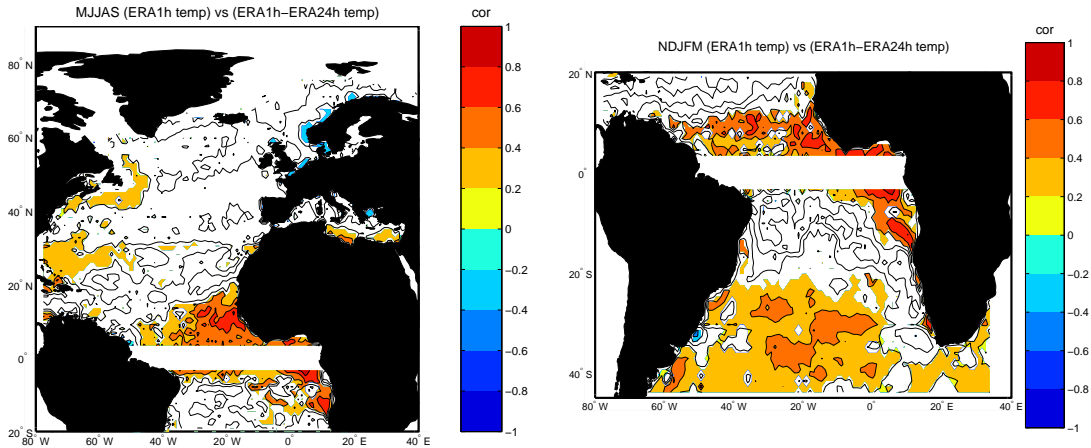 MJJAS (ERA1h temp) vs (ERA1h−ERA24h temp)
cor
80° N
60° N
40° N
20° N
0°
20° S
80° W
60° W
40° W
20° W
0°
20° E
40° E
1
0.8
0.6
0.4
0.2
0
−0.2
−0.4
−0.6
−0.8
−1
NDJFM (ERA1h temp) vs (ERA1h−ERA24h temp)
cor
20° N
0°
20° S
40° S
80° W
60° W
40° W
20° W
0°
20° E
40° E
1
0.8
0.6
0.4
0.2
0
−0.2
−0.4
−0.6
−0.8
−1